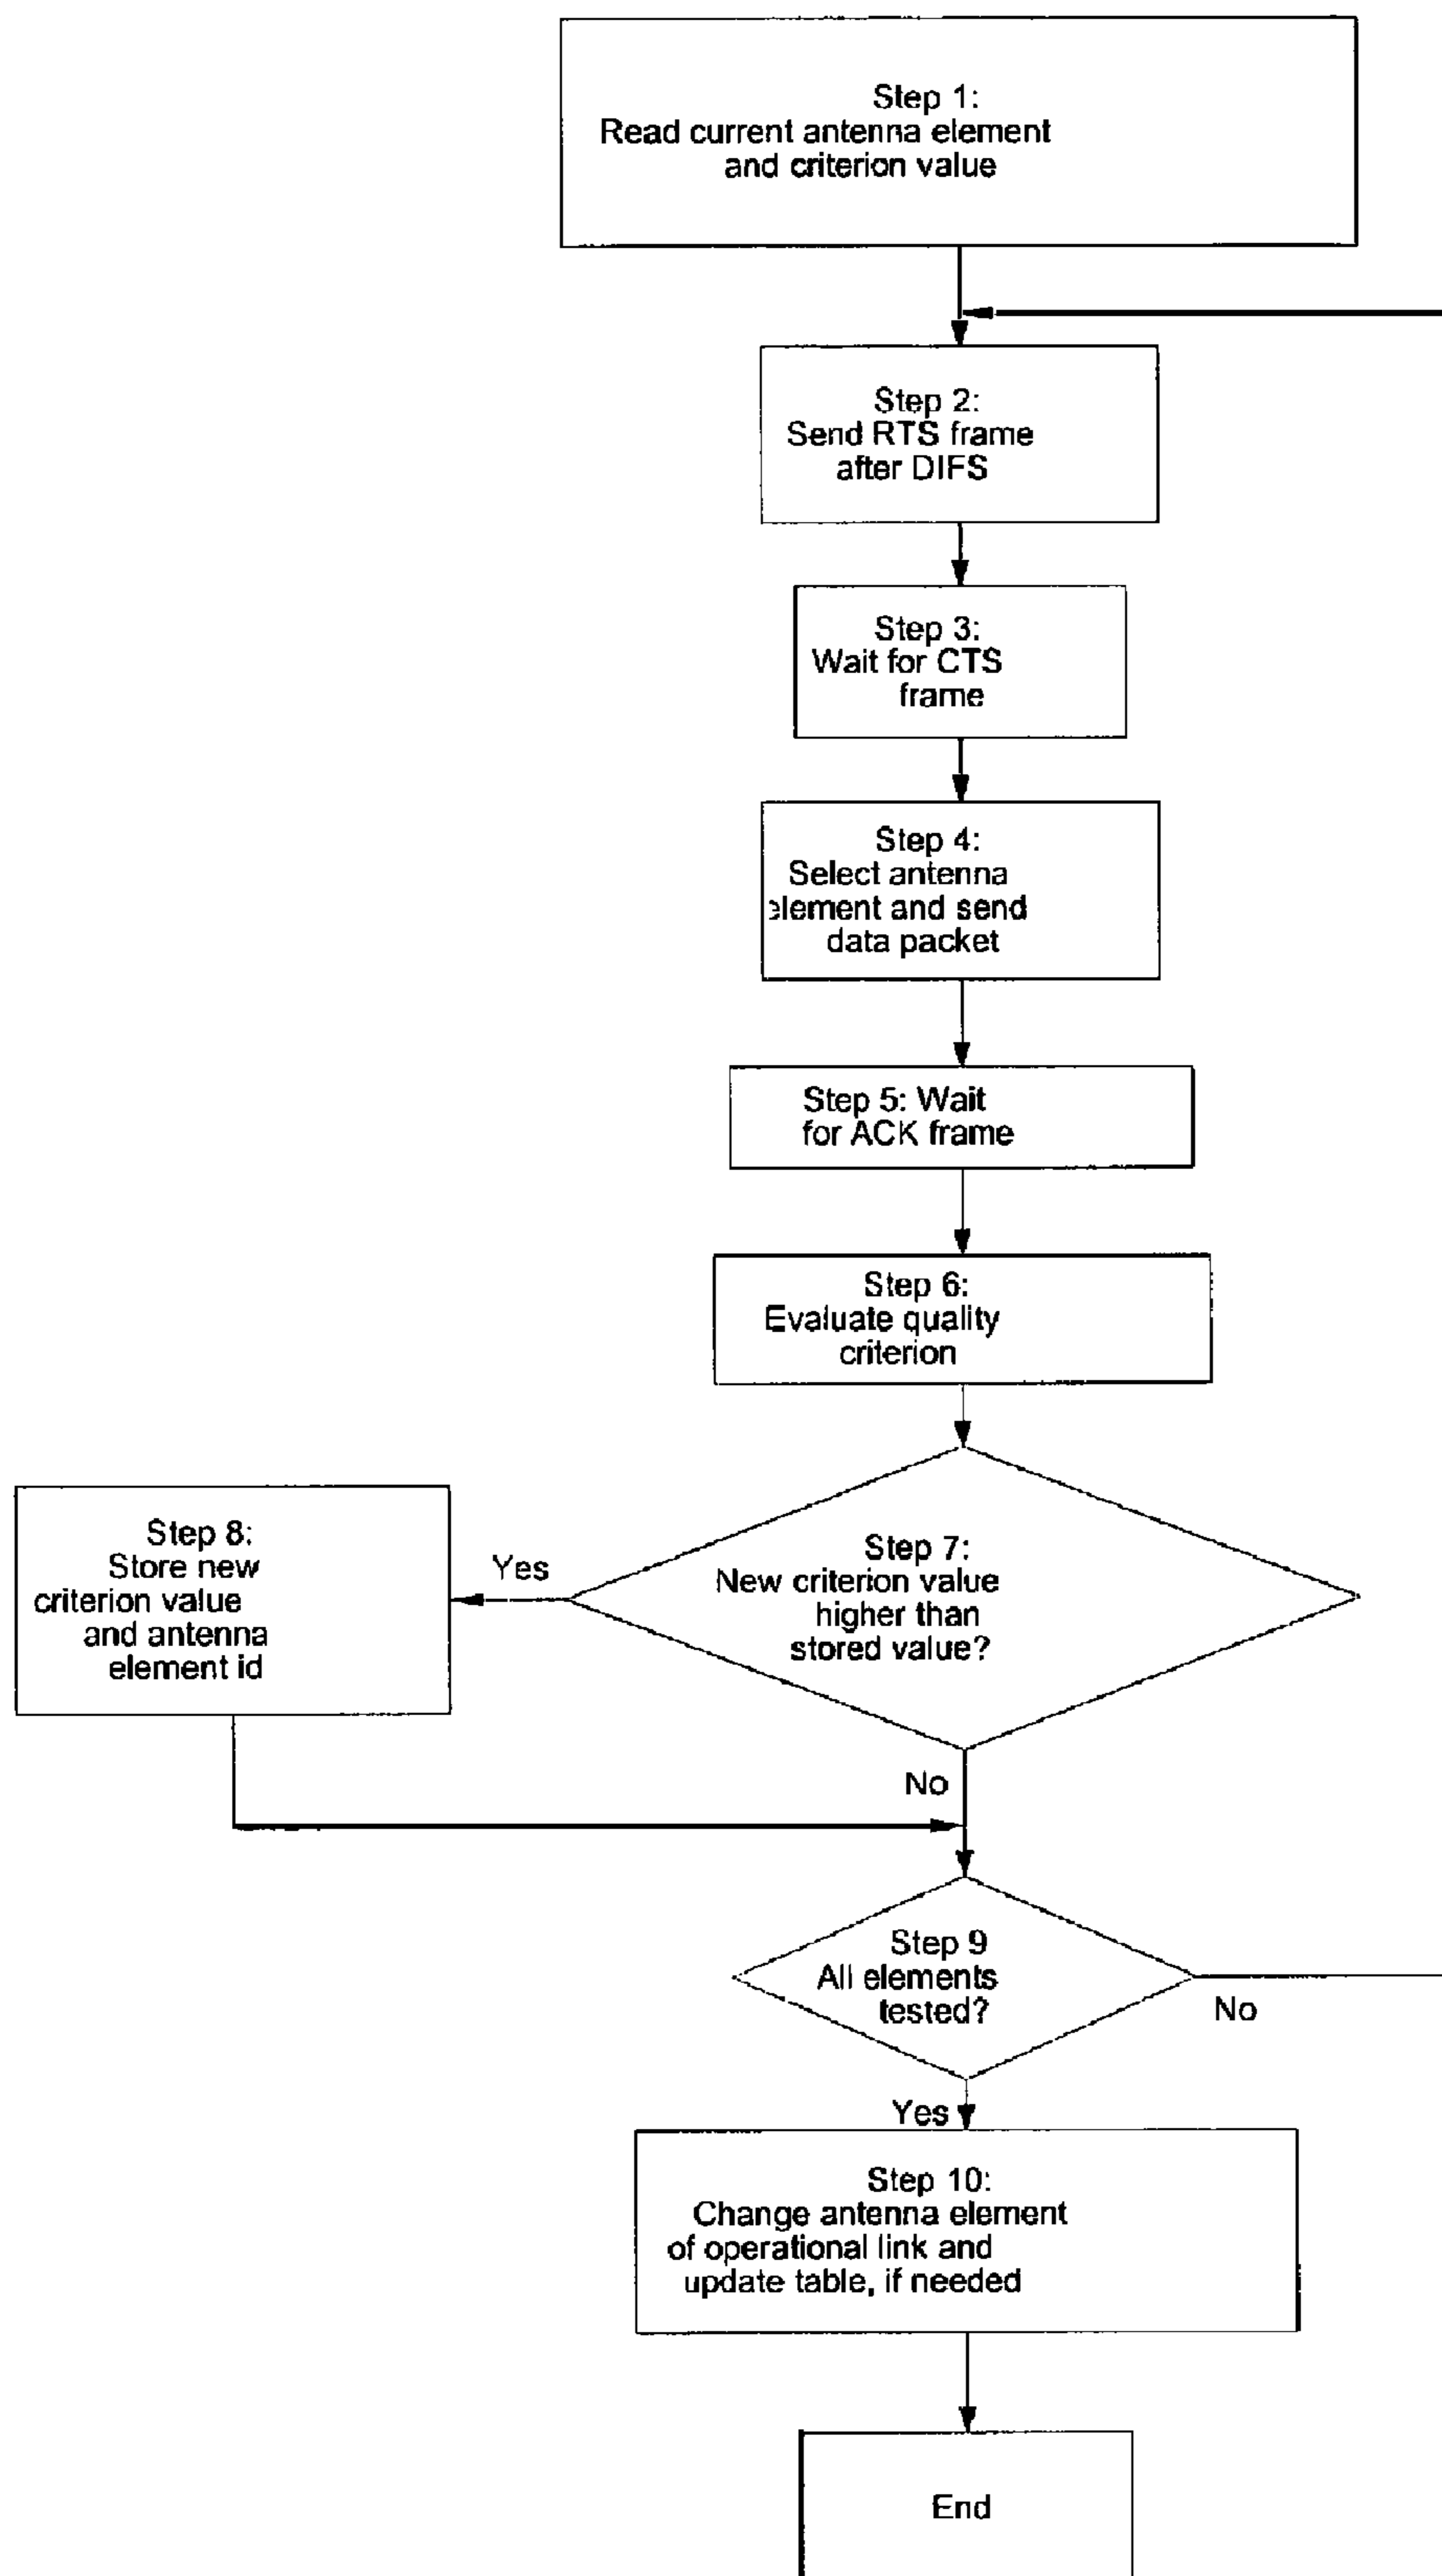 Step 1:
Read current antenna element
and criterion value
Step 2:
Send RTS frame
after DIFS
Step 3:
Wait for CTS
frame
Step 4:
Select antenna
element and send
data packet
Step 5: Wait
for ACK frame
Step 6:
Evaluate quality
criterion
Step 7:
New criterion value
higher than
stored value?
Yes
Step 8:
Store new
criterion value
and antenna
element id
No
Step 9
All elements
tested?
No
Yes
Step 10:
Change antenna element
of operational link and
update table, if needed
End